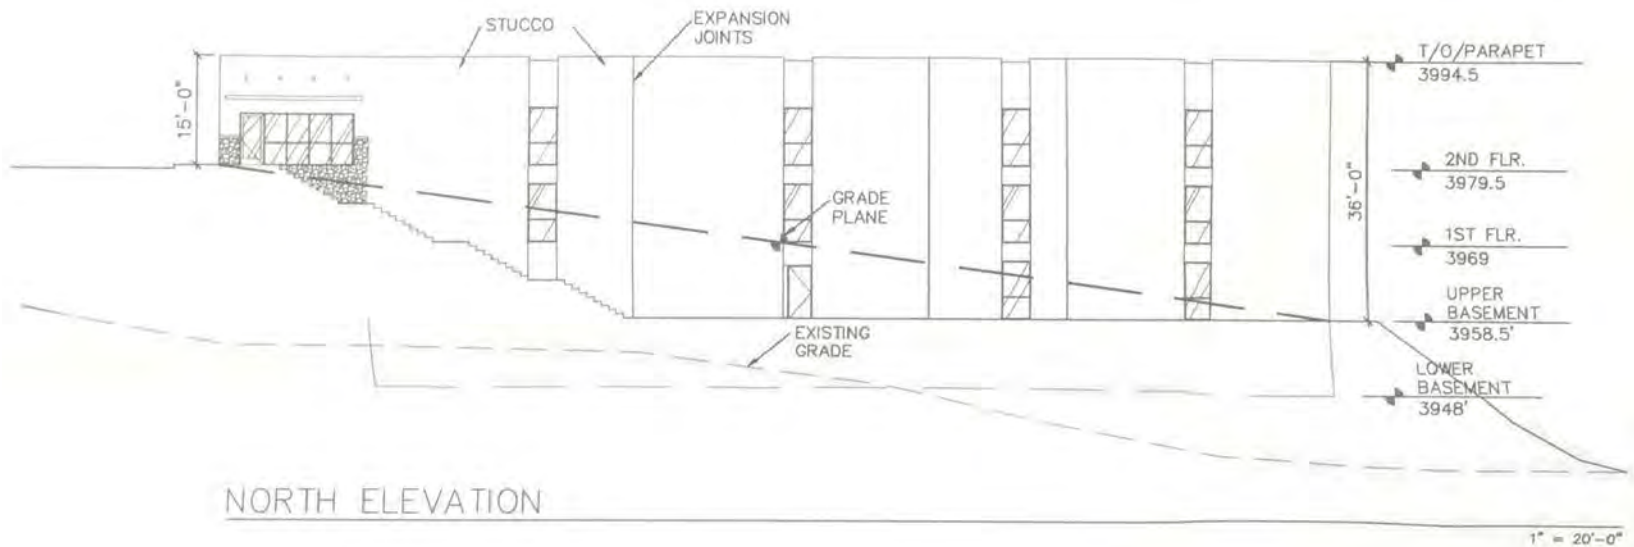 STUCCO
EXPANSION
JOINTS
T/O/PARAPET
3994.5
15'-0"
2ND FLR.
3979.5
GRADE
PLANE
36'-0"
1ST FLR.
3969
UPPER
BASEMENT
3958.5'
EXISTING
GRADE
LOWER
BASEMENT
3948'
NORTH ELEVATION
1" = 20'-0"